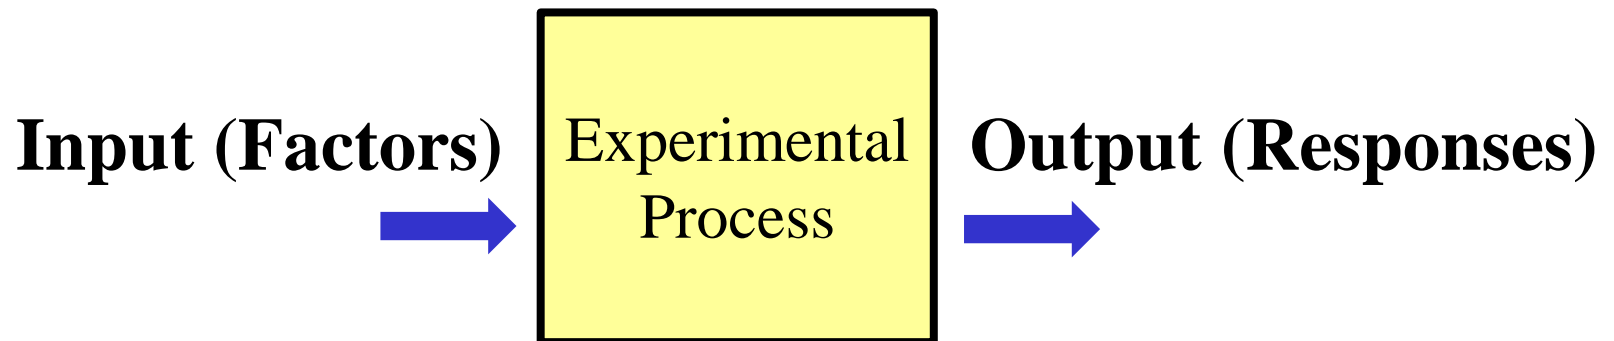 Input (Factors)
Experimental
Process
Output (Responses)